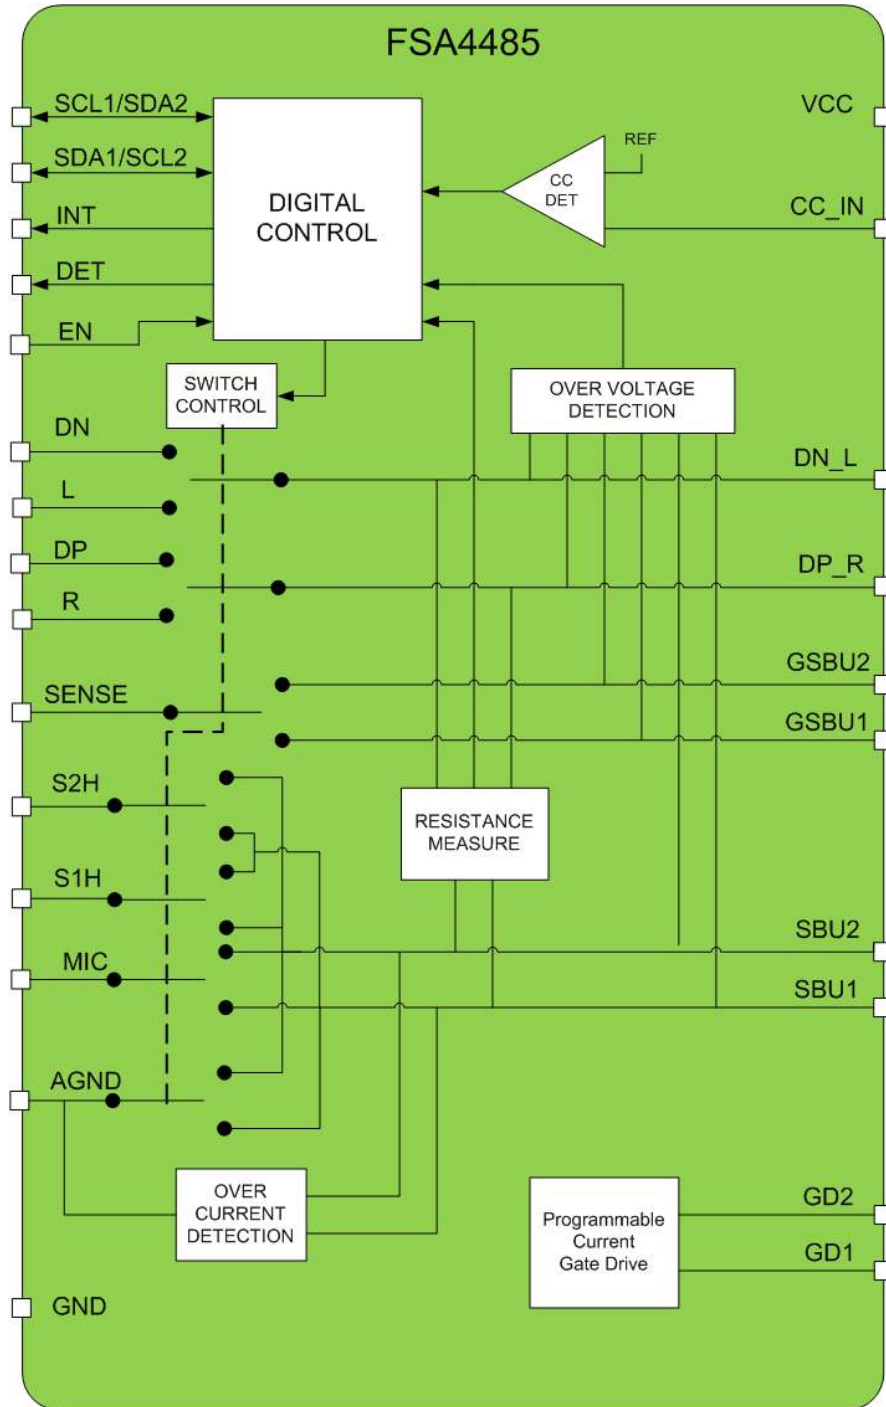 FSA4485
SCL1/SDA2
VCC
REF
SDA1/SCL2
CC
DET
DIGITAL
CONTROL
INT
CC_IN
DET
EN
SWITCH
CONTROL
OVER VOLTAGE
DETECTION
DN
DN_L
L
DP
DP_R
R
GSBU2
SENSE
GSBU1
S2H
RESISTANCE
MEASURE
S1H
SBU2
MIC
SBU1
AGND
OVER
CURRENT
DETECTION
GD2
Programmable
Current
Gate Drive
GD1
GND